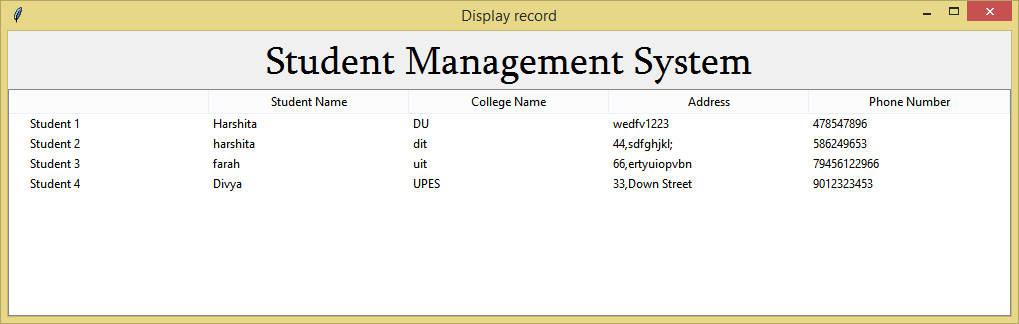 Display record
Student Management System
Student Name College Name Address Phone Number
Student 1 Harshita DU wedfv1223 478547896
Student 2 harshita dit 44,sdfghjkl; 586249653
Student 3 farah uit 66,ertyuiopvbn 79456122966
Student 4 Divya UPES 33,Down Street 9012323453